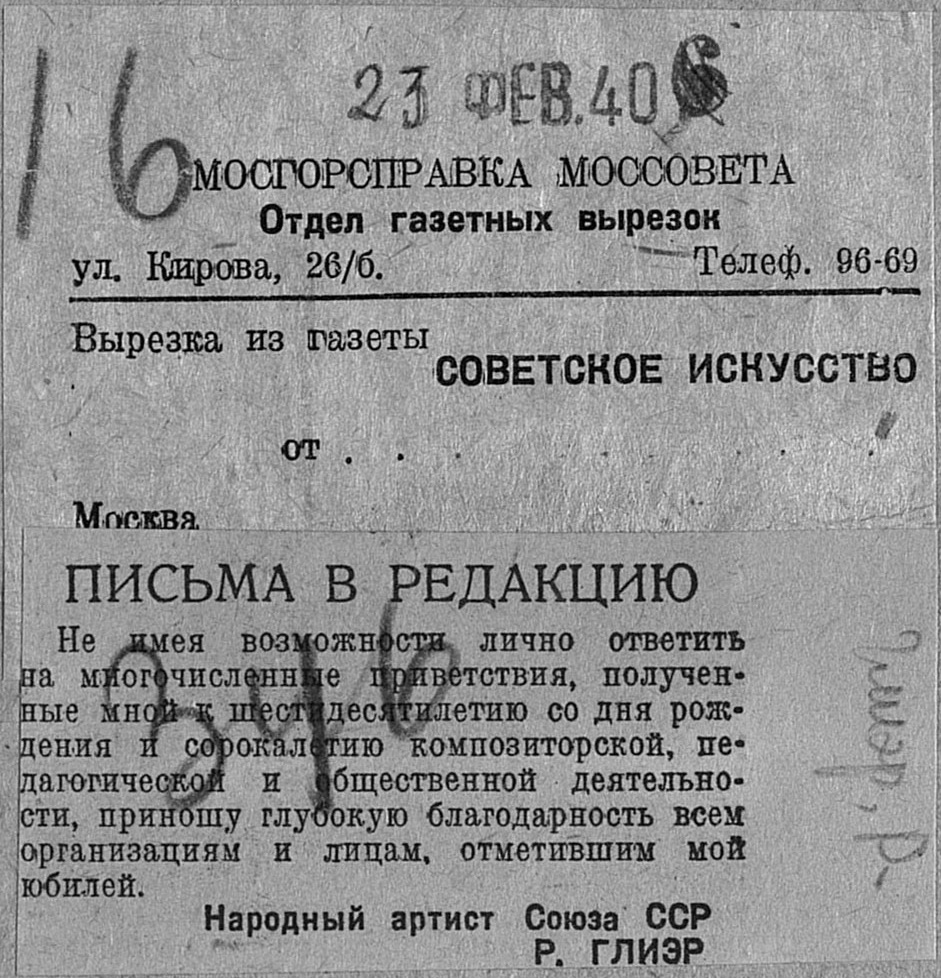 16
23 ФЕВ.40
МОСГОРСПРАВКА МОССОВЕТА
Отдел газетных вырезок
ул. Кирова, 26/б. Телеф. 96-69
Вырезка из газеты
СОВЕТСКОЕ ИСКУССТВО
от . . . . . .
Москва
ПИСЬМА В РЕДАКЦИЮ
Не имея возможности лично ответить
на многочисленные приветствия, получен-
ные мной к шестидесятилетию со дня рож-
дения и сорокалетию композиторской, пе-
дагогической и общественной деятельно-
сти, приношу глубокую благодарность всем
организациям и лицам, отметившим мой
юбилей.
Народный артист Союза ССР
Р. ГЛИЭР